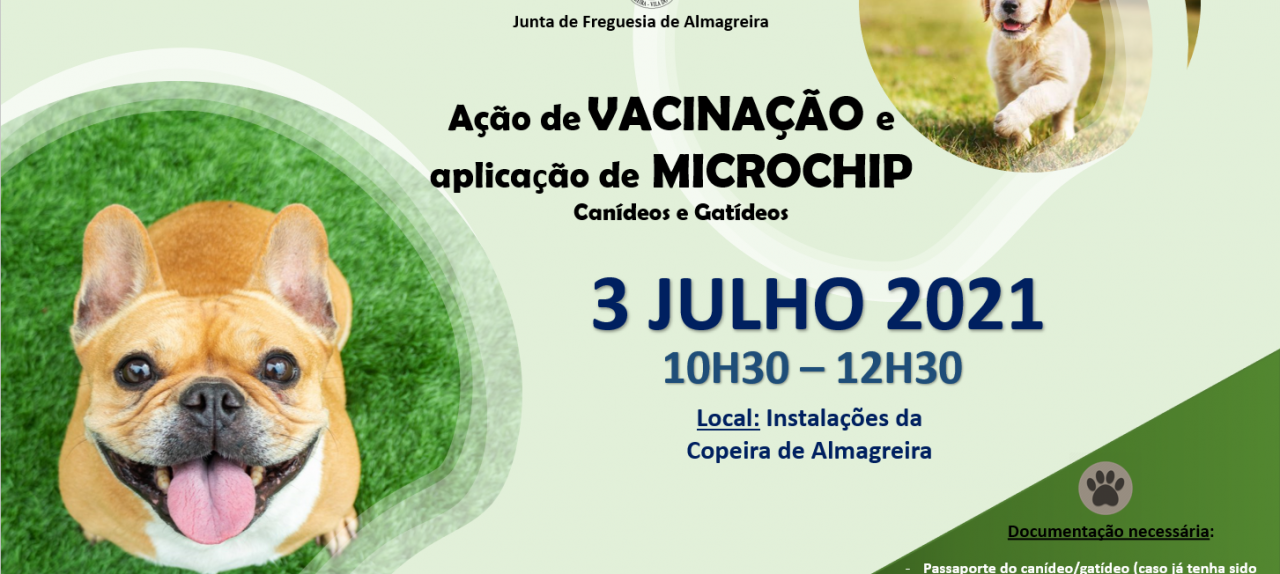 Junta de Freguesia de Almagreira
Ação de VACINAÇÃO e
aplicação de MICROCHIP
Canídeos e Gatídeos
3 JULHO 2021
10H30 – 12H30
Local: Instalações da
Copeira de Almagreira
Documentação necessária:
- Passaporte do canídeo/gatídeo (caso já tenha sido